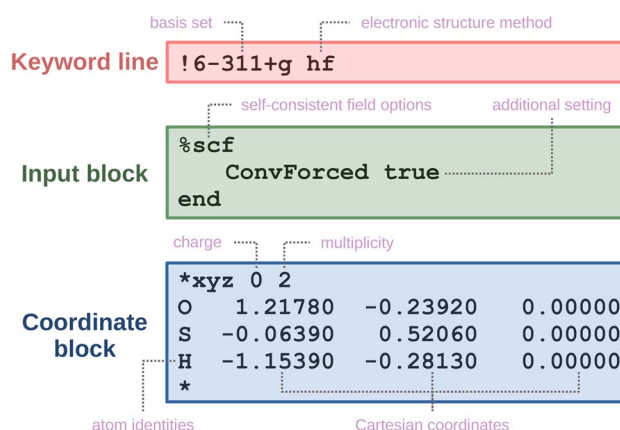 basis set electronic structure method
Keyword line !6-311+g hf
self-consistent field options additional setting
%scf
Input block ConvForced true
end
charge multiplicity
*xyz 0 2
O 1.21780 -0.23920 0.00000
Coordinate S -0.06390 0.52060 0.00000
block H -1.15390 -0.28130 0.00000
*
atom identities Cartesian coordinates